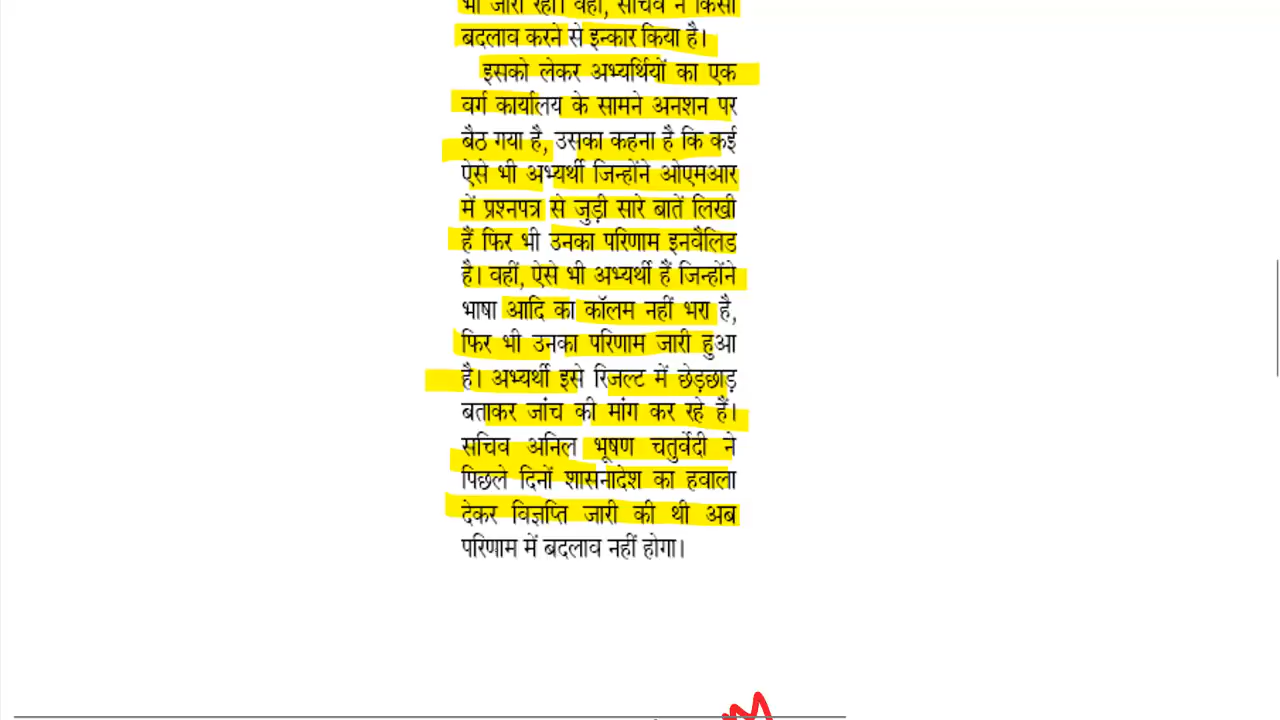 भी जारी रहा। वहीं, सचिव ने किसी
बदलाव करने से इन्कार किया है।
इसको लेकर अभ्यर्थियों का एक
वर्ग कार्यालय के सामने अनशन पर
बैठ गया है, उसका कहना है कि कई
ऐसे भी अभ्यर्थी जिन्होंने ओएमआर
में प्रश्नपत्र से जुड़ी सारे बातें लिखी
हैं फिर भी उनका परिणाम इनवैलिड
है। वहीं, ऐसे भी अभ्यर्थी हैं जिन्होंने
भाषा आदि का कॉलम नहीं भरा है,
फिर भी उनका परिणाम जारी हुआ
है। अभ्यर्थी इसे रिजल्ट में छेड़छाड़
बताकर जांच की मांग कर रहे हैं।
सचिव अनिल भूषण चतुर्वेदी ने
पिछले दिनों शासनादेश का हवाला
देकर विज्ञप्ति जारी की थी अब
परिणाम में बदलाव नहीं होगा।